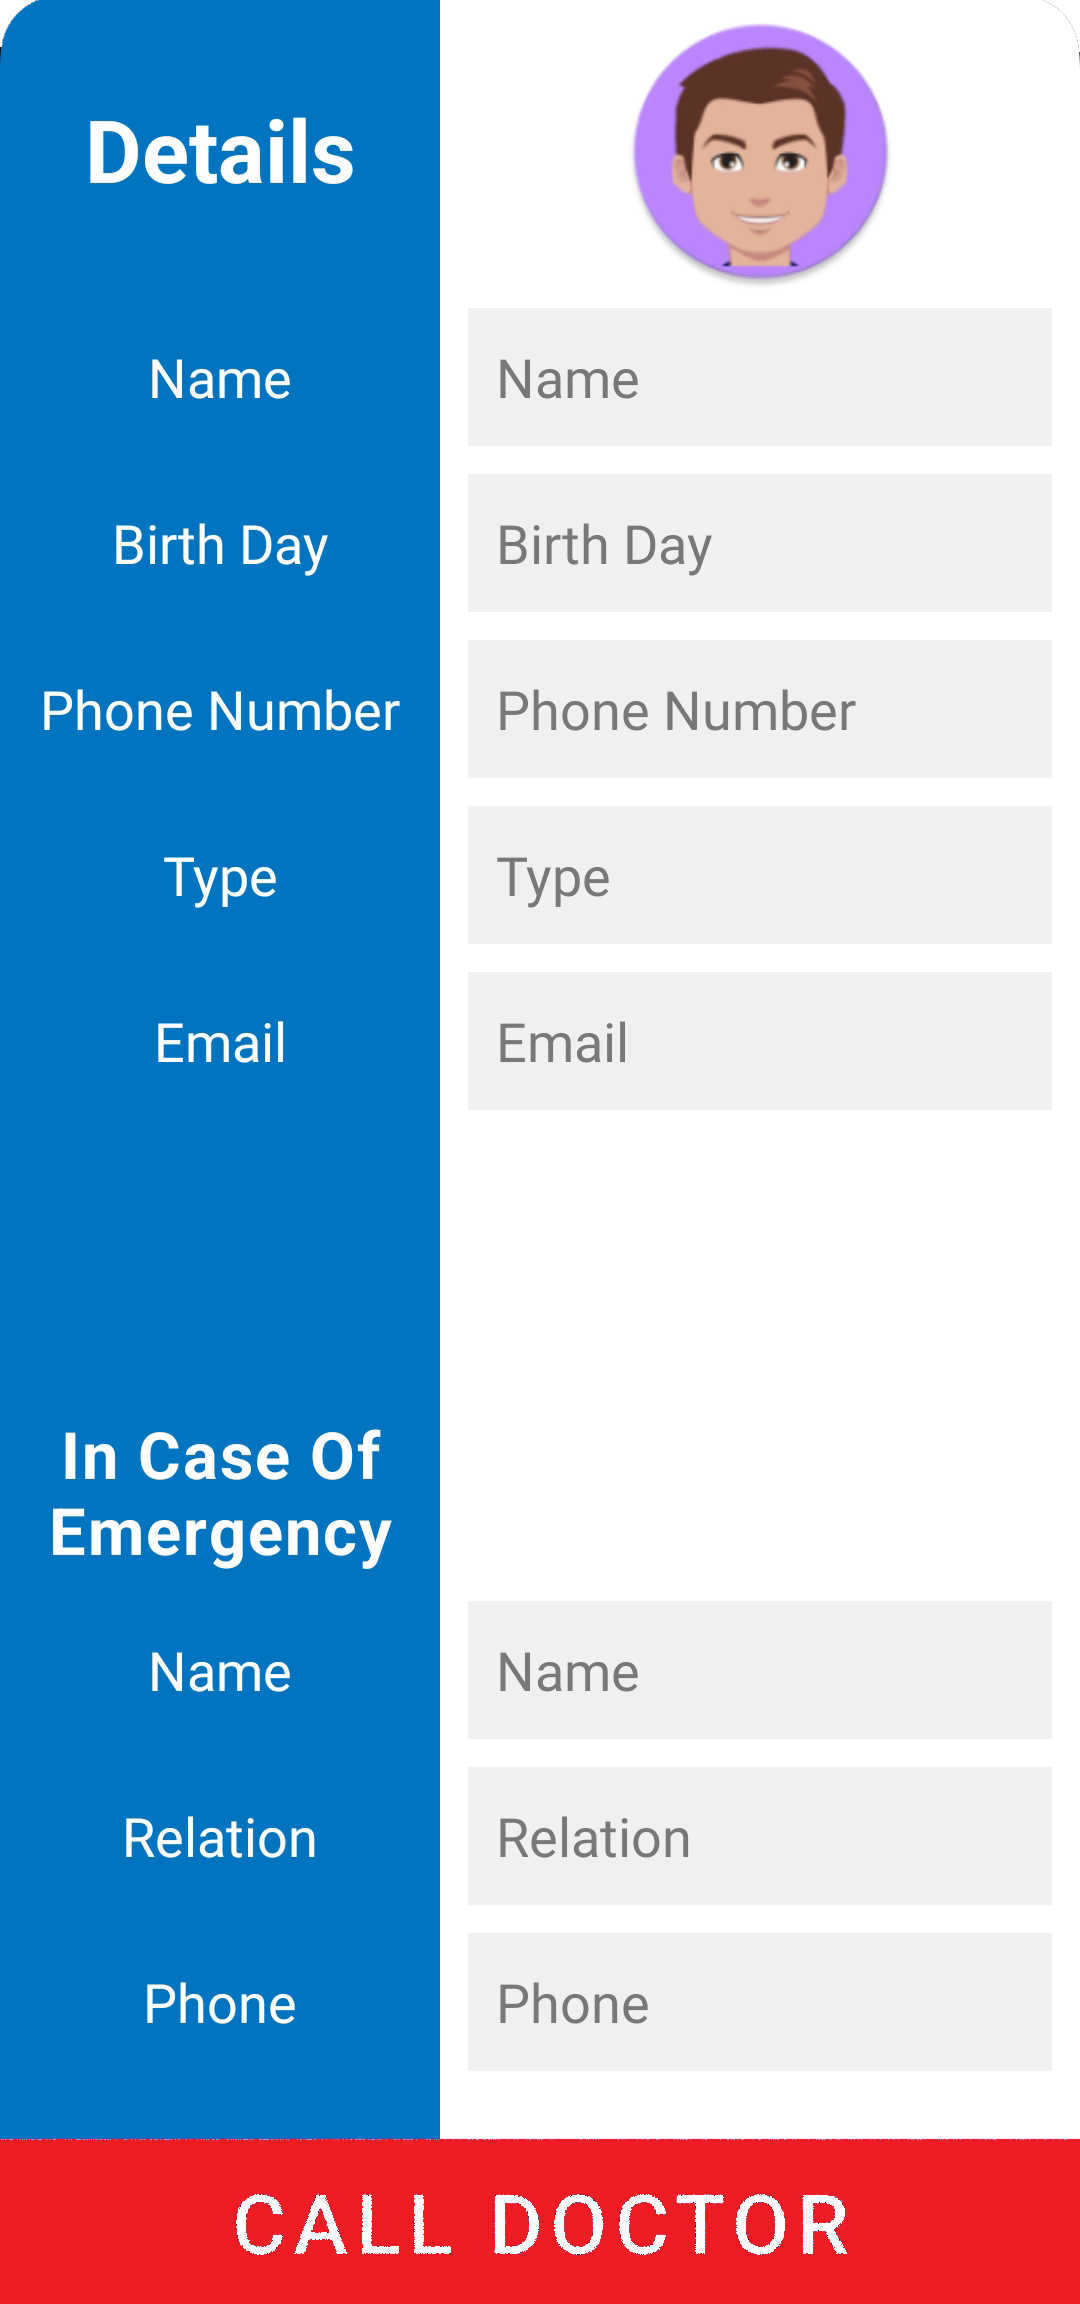 Details
Name
Name
Birth Day
Birth Day
Phone Number
Phone Number
Type
Type
Email
Email
In Case Of
Emergency
Name
Name
Relation
Relation
Phone
Phone
CALL DOCTOR